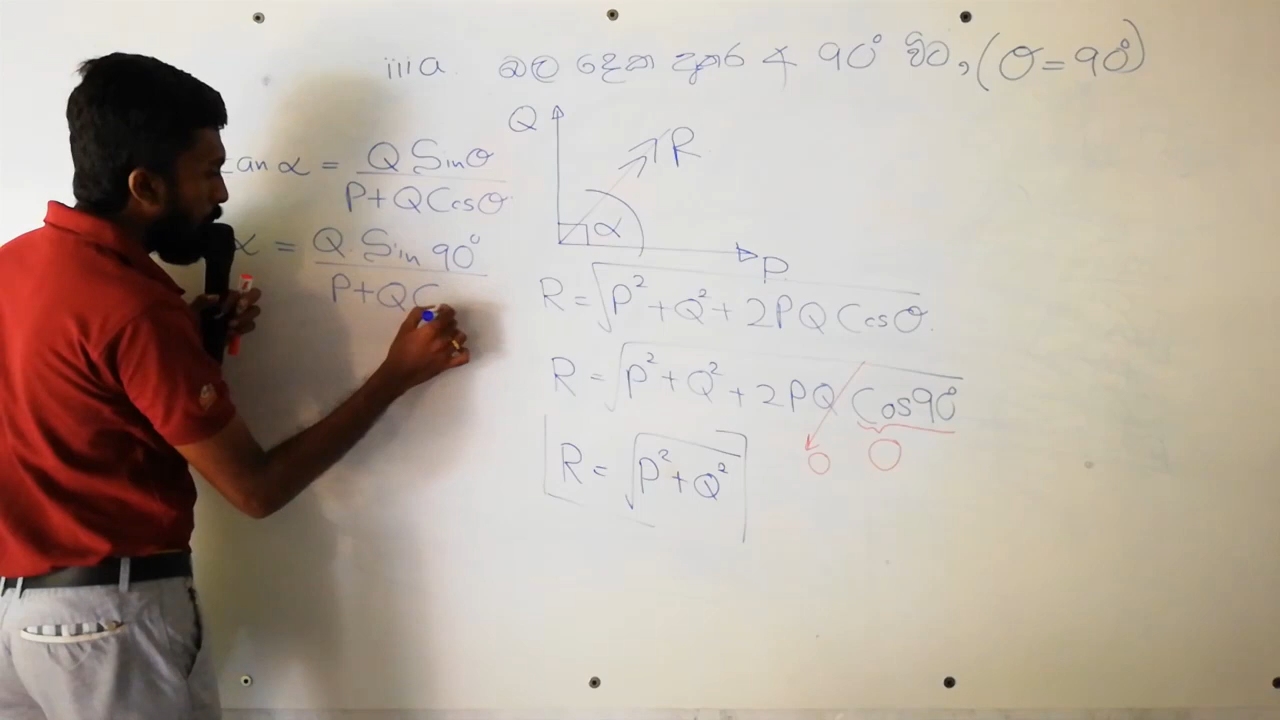 iiia. බල දෙක අතර ∡ 90° විට, (θ=90°)
tan α = Q Sinθ / P+QCosθ
α = Q Sin 90° / P+QC
Q
R
α
P
R = √P²+Q²+2PQ Cosθ.
R = √P²+Q²+2PQ Cos90°
0 0
R = √P²+Q²